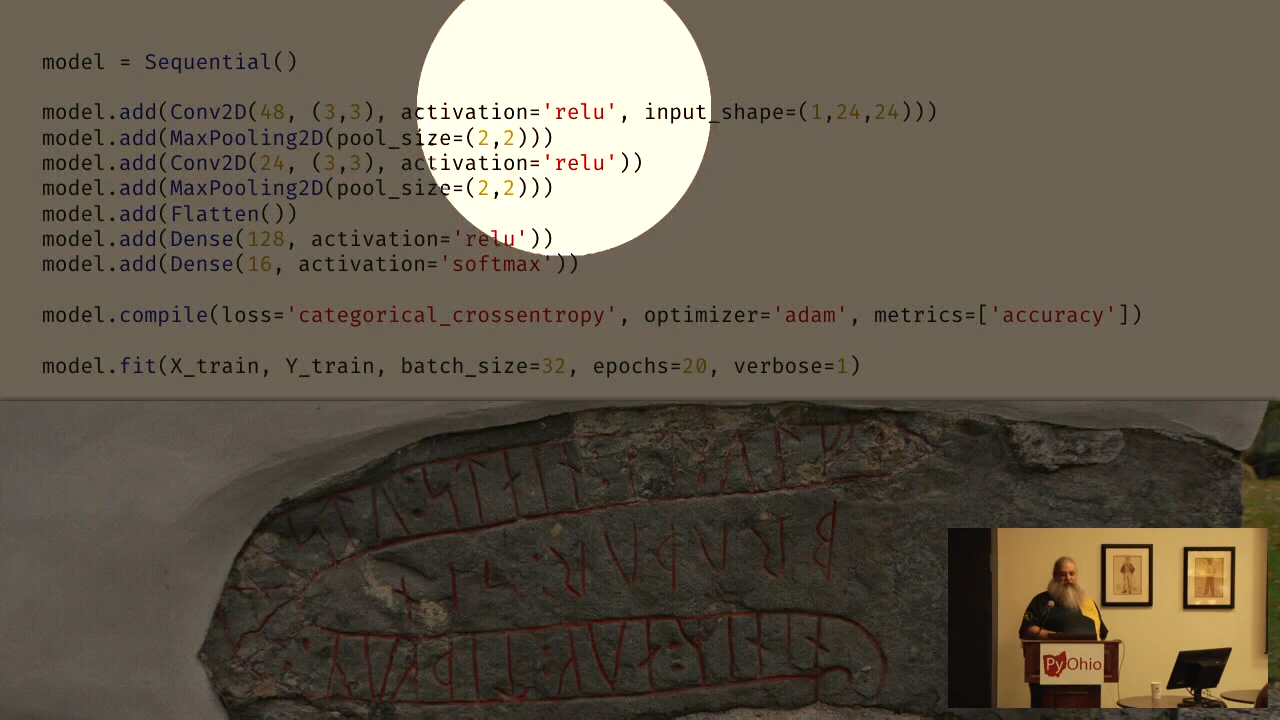 model = Sequential()
model.add(Conv2D(48, (3,3), activation='relu', input_shape=(1,24,24)))
model.add(MaxPooling2D(pool_size=(2,2)))
model.add(Conv2D(24, (3,3), activation='relu'))
model.add(MaxPooling2D(pool_size=(2,2)))
model.add(Flatten())
model.add(Dense(128, activation='relu'))
model.add(Dense(16, activation='softmax'))
model.compile(loss='categorical_crossentropy', optimizer='adam', metrics=['accuracy'])
model.fit(X_train, Y_train, batch_size=32, epochs=20, verbose=1)
PyOhio